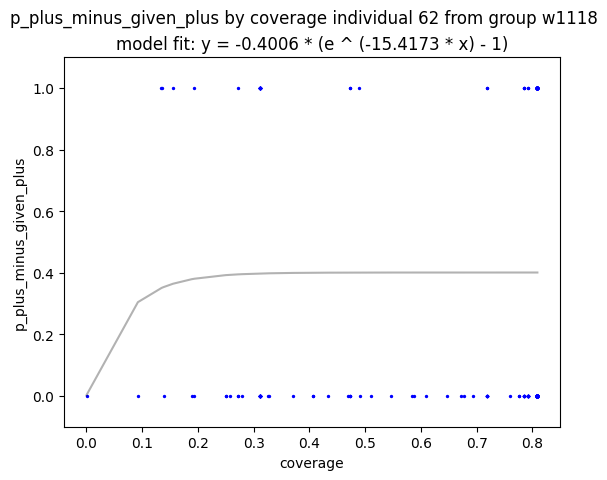 p_plus_minus_given_plus by coverage individual 62 from group w1118
model fit: y = -0.4006 * (e ^ (-15.4173 * x) - 1)
1.0
0.8
0.6
0.4
0.2
0.0
p_plus_minus_given_plus
0.0 0.1 0.2 0.3 0.4 0.5 0.6 0.7 0.8
coverage